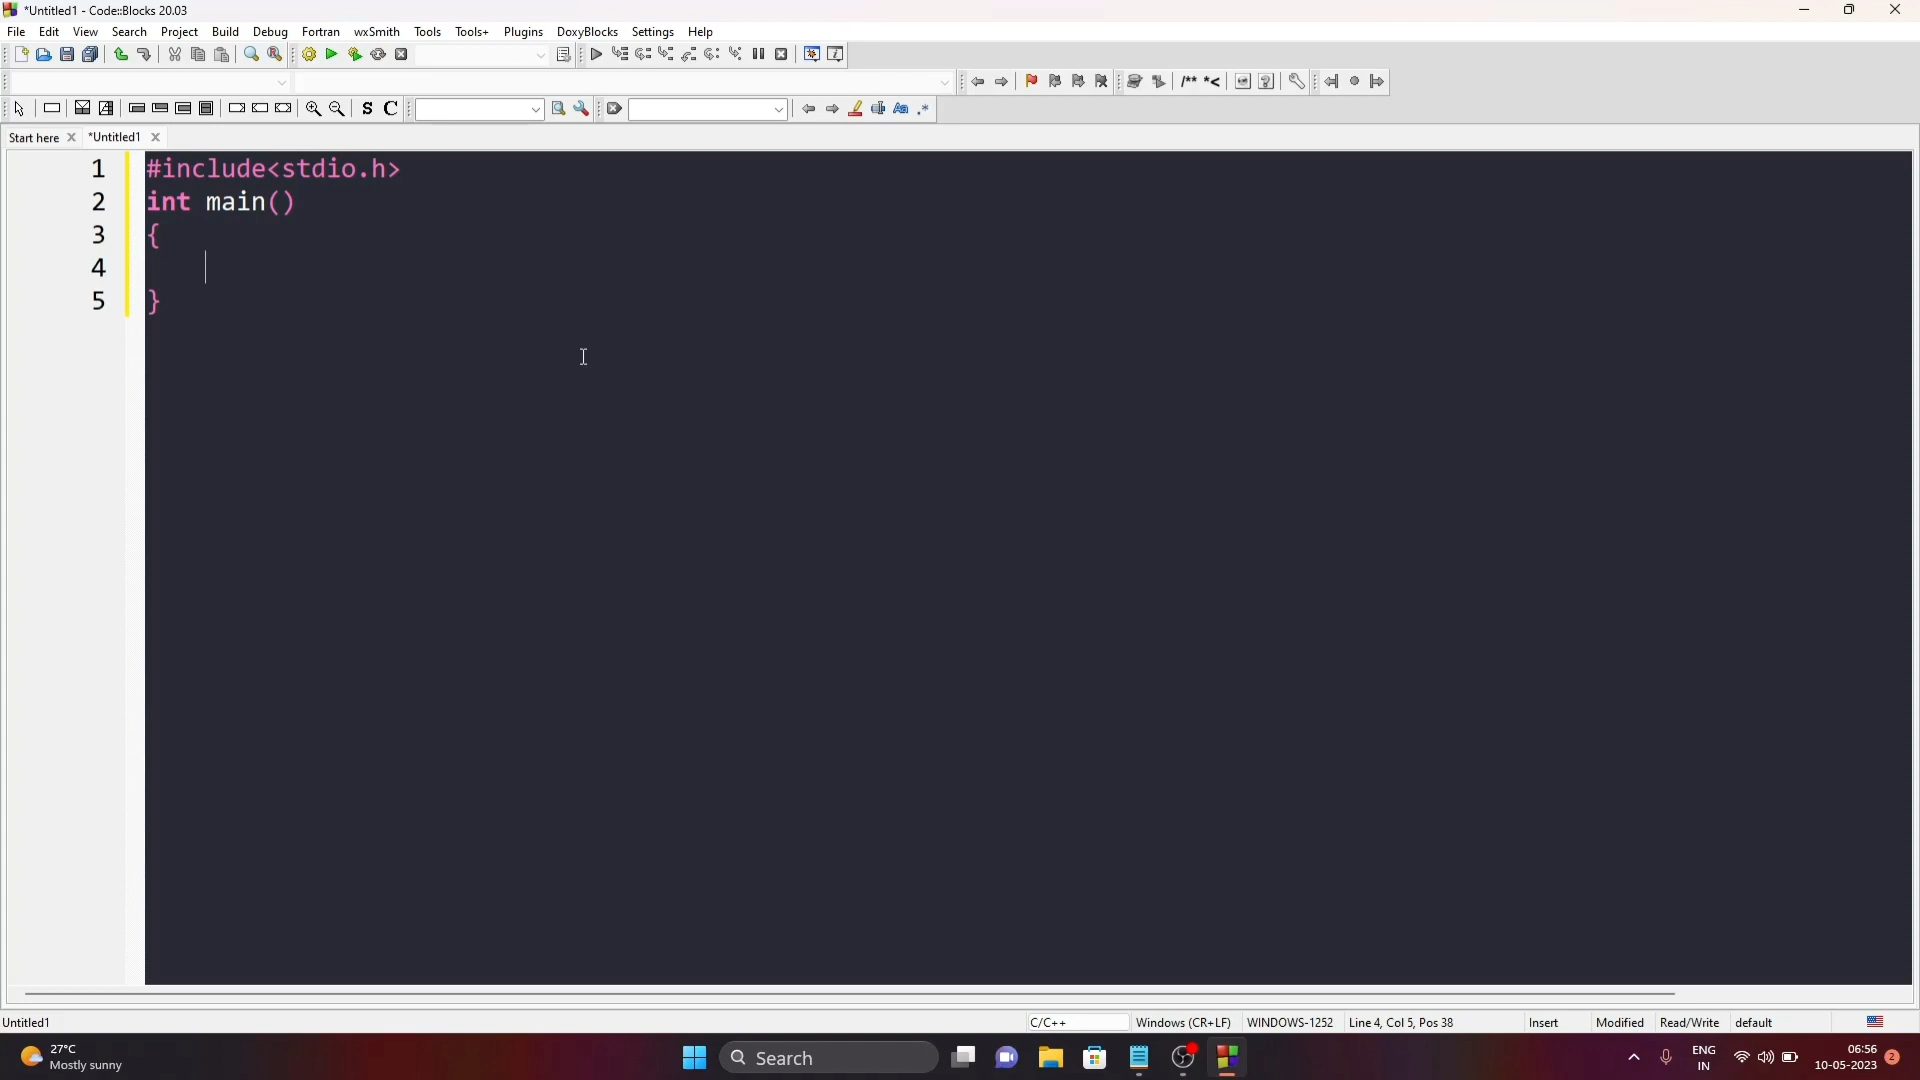 *Untitled1 - Code::Blocks 20.03
File Edit View Search Project Build Debug Fortran wxSmith Tools Tools+ Plugins DoxyBlocks Settings Help
/** *<
S C Aa .*
Start here *Untitled1
1 #include<stdio.h>
2 int main()
3 {
4
5 }
Untitled1 C/C++ Windows (CR+LF) WINDOWS-1252 Line 4, Col 5, Pos 38 Insert Modified Read/Write default
27°C
Mostly sunny
Search
ENG
IN
06:56
10-05-2023
2